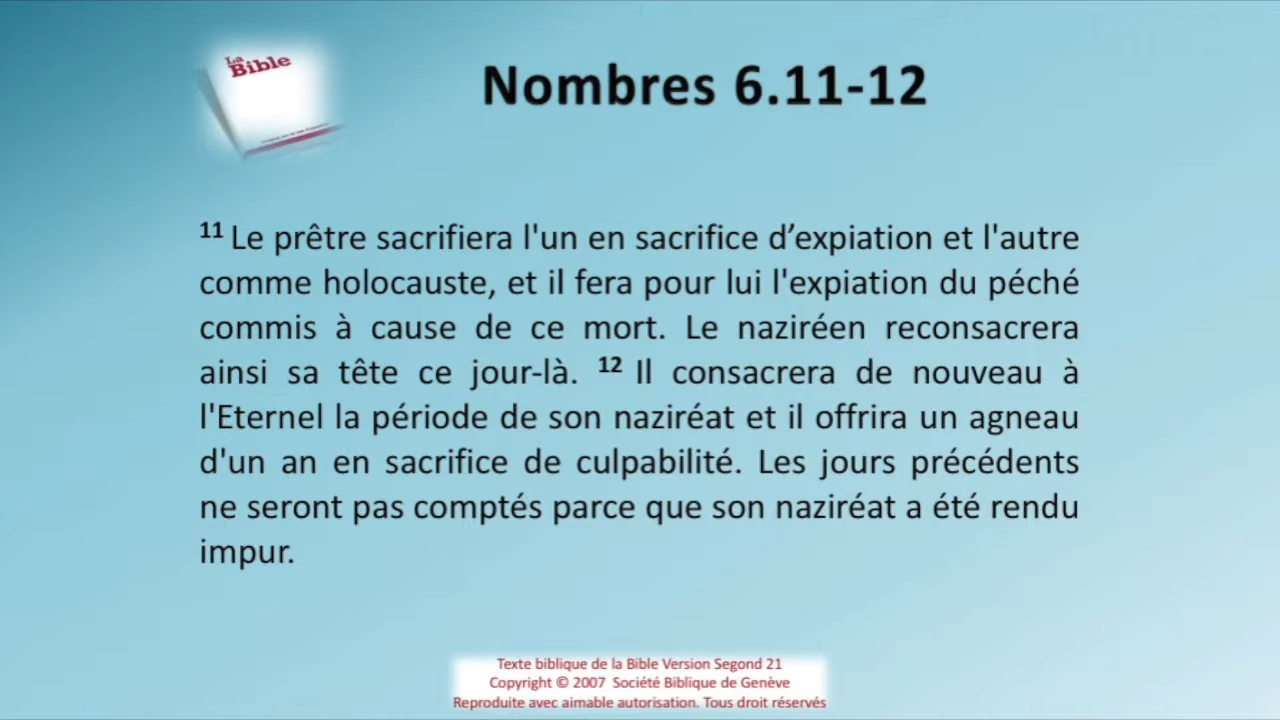 La
Bible
Nombres 6.11-12
11 Le prêtre sacrifiera l'un en sacrifice d’expiation et l'autre
comme holocauste, et il fera pour lui l'expiation du péché
commis à cause de ce mort. Le naziréen reconsacrera
ainsi sa tête ce jour-là. 12 Il consacrera de nouveau à
l'Eternel la période de son naziréat et il offrira un agneau
d'un an en sacrifice de culpabilité. Les jours précédents
ne seront pas comptés parce que son naziréat a été rendu
impur.
Texte biblique de la Bible Version Segond 21
Copyright © 2007 Société Biblique de Genève
Reproduite avec aimable autorisation. Tous droit réservés